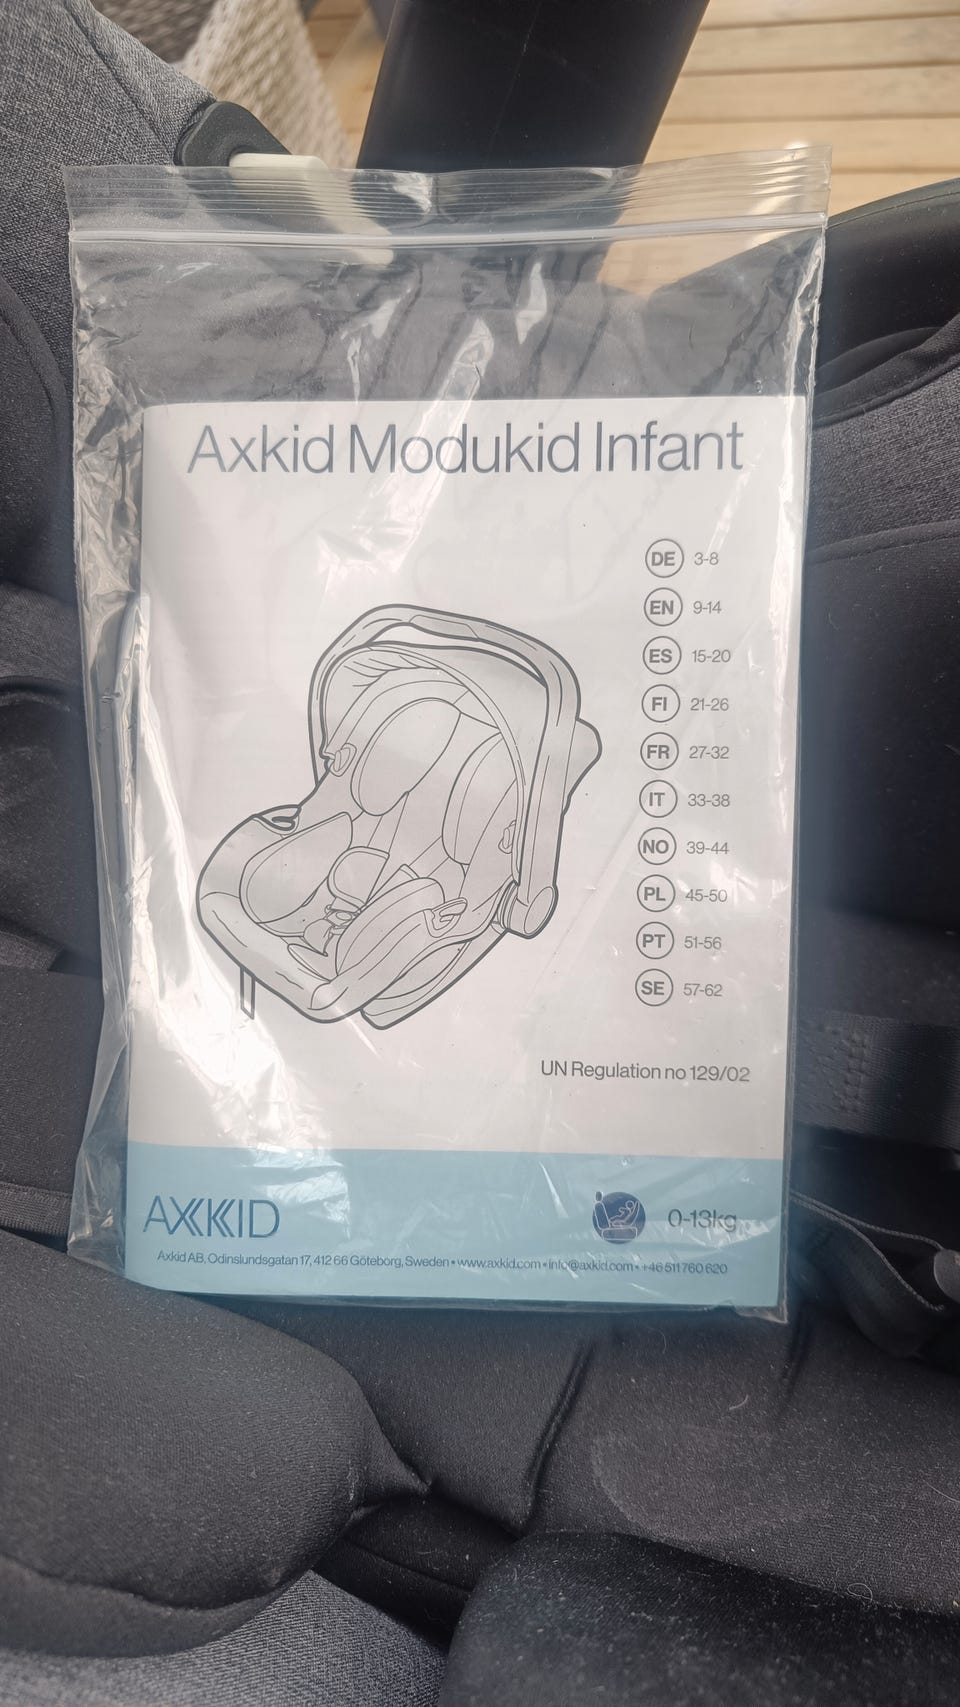 Axkid Modukid Infant
DE 3-8
EN 9-14
ES 15-20
FI 21-26
FR 27-32
IT 33-38
NO 39-44
PL 45-50
PT 51-56
SE 57-62
UN Regulation no 129/02
AXKID
0-13kg
Axkid AB, Odinslundsgatan 17, 412 66 Göteborg, Sweden • www.axkid.com • info@axkid.com • +46 511 760 620